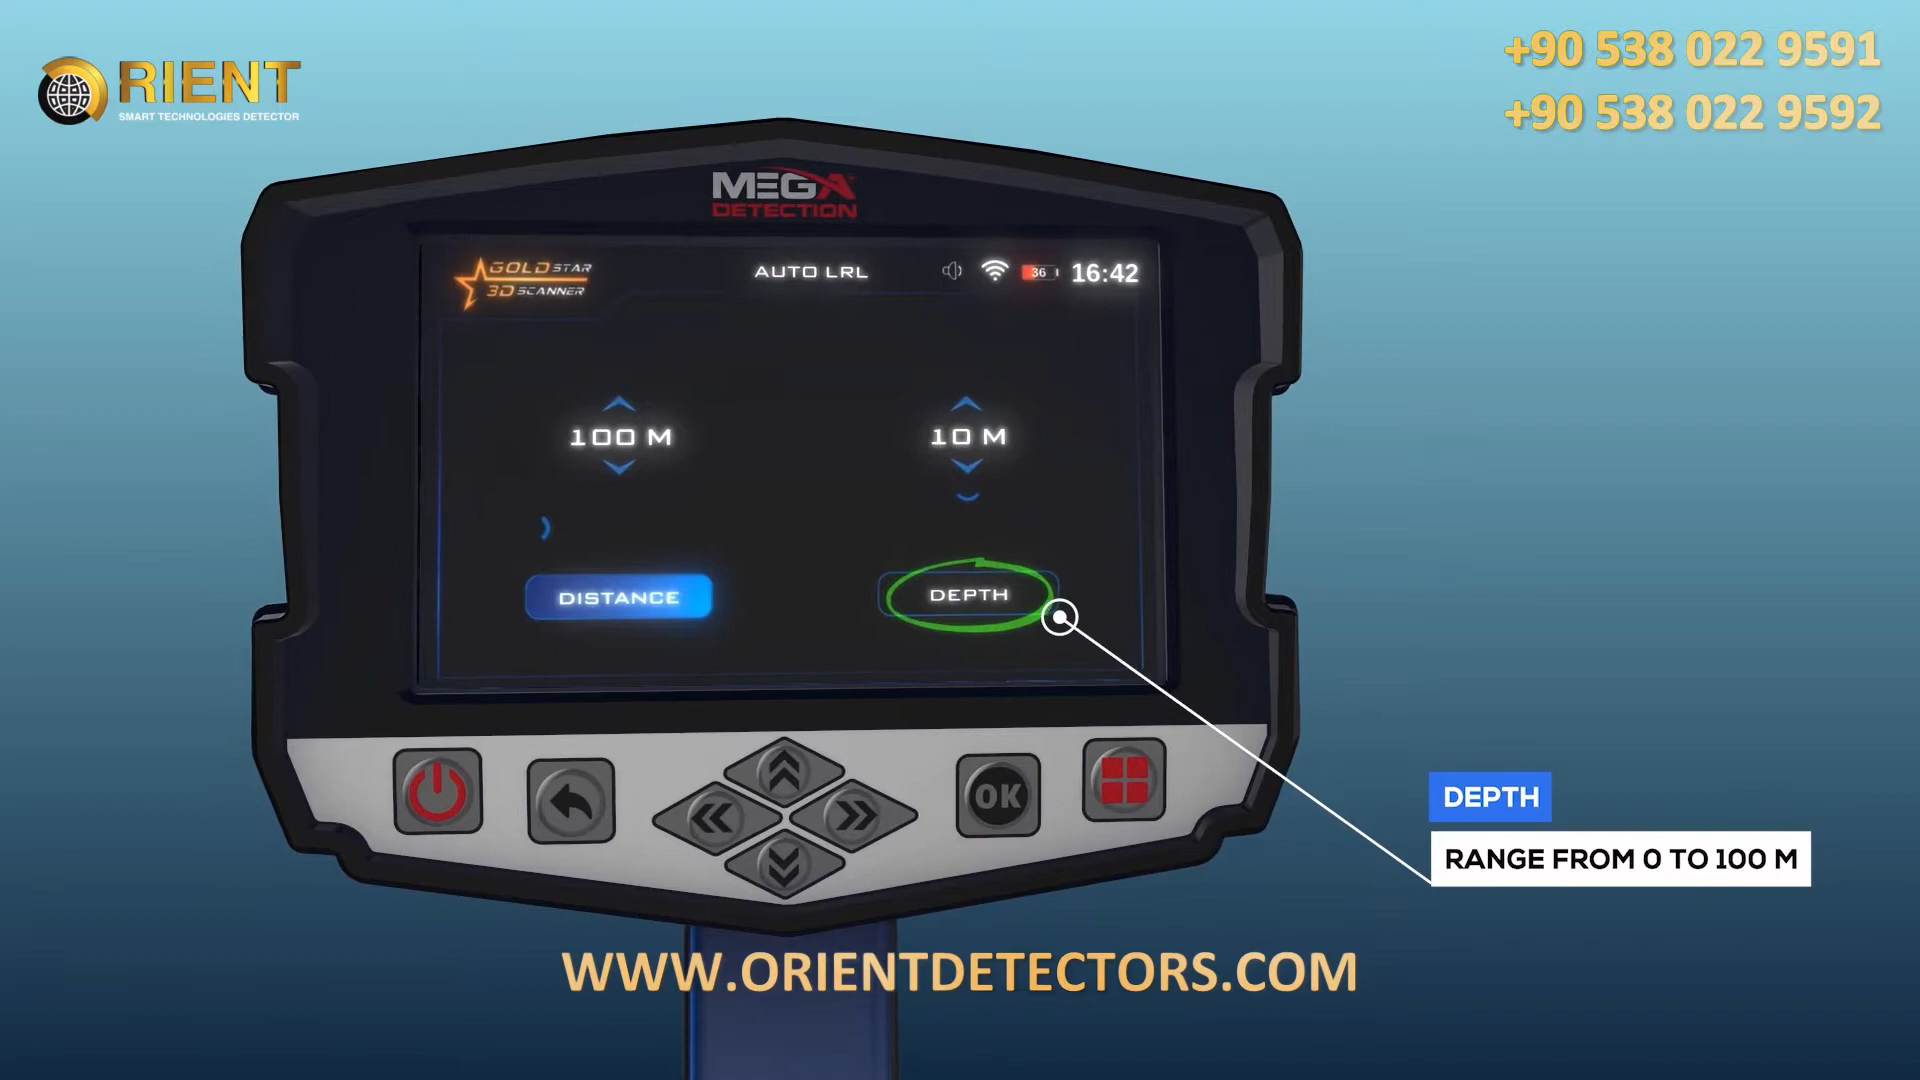 RIENT
SMART TECHNOLOGIES DETECTOR
+90 538 022 9591
+90 538 022 9592
MEGA
DETECTION
GOLD STAR
3D SCANNER
AUTO LRL
36
16:42
100 M
10 M
DISTANCE
DEPTH
OK
DEPTH
RANGE FROM 0 TO 100 M
WWW.ORIENTDETECTORS.COM